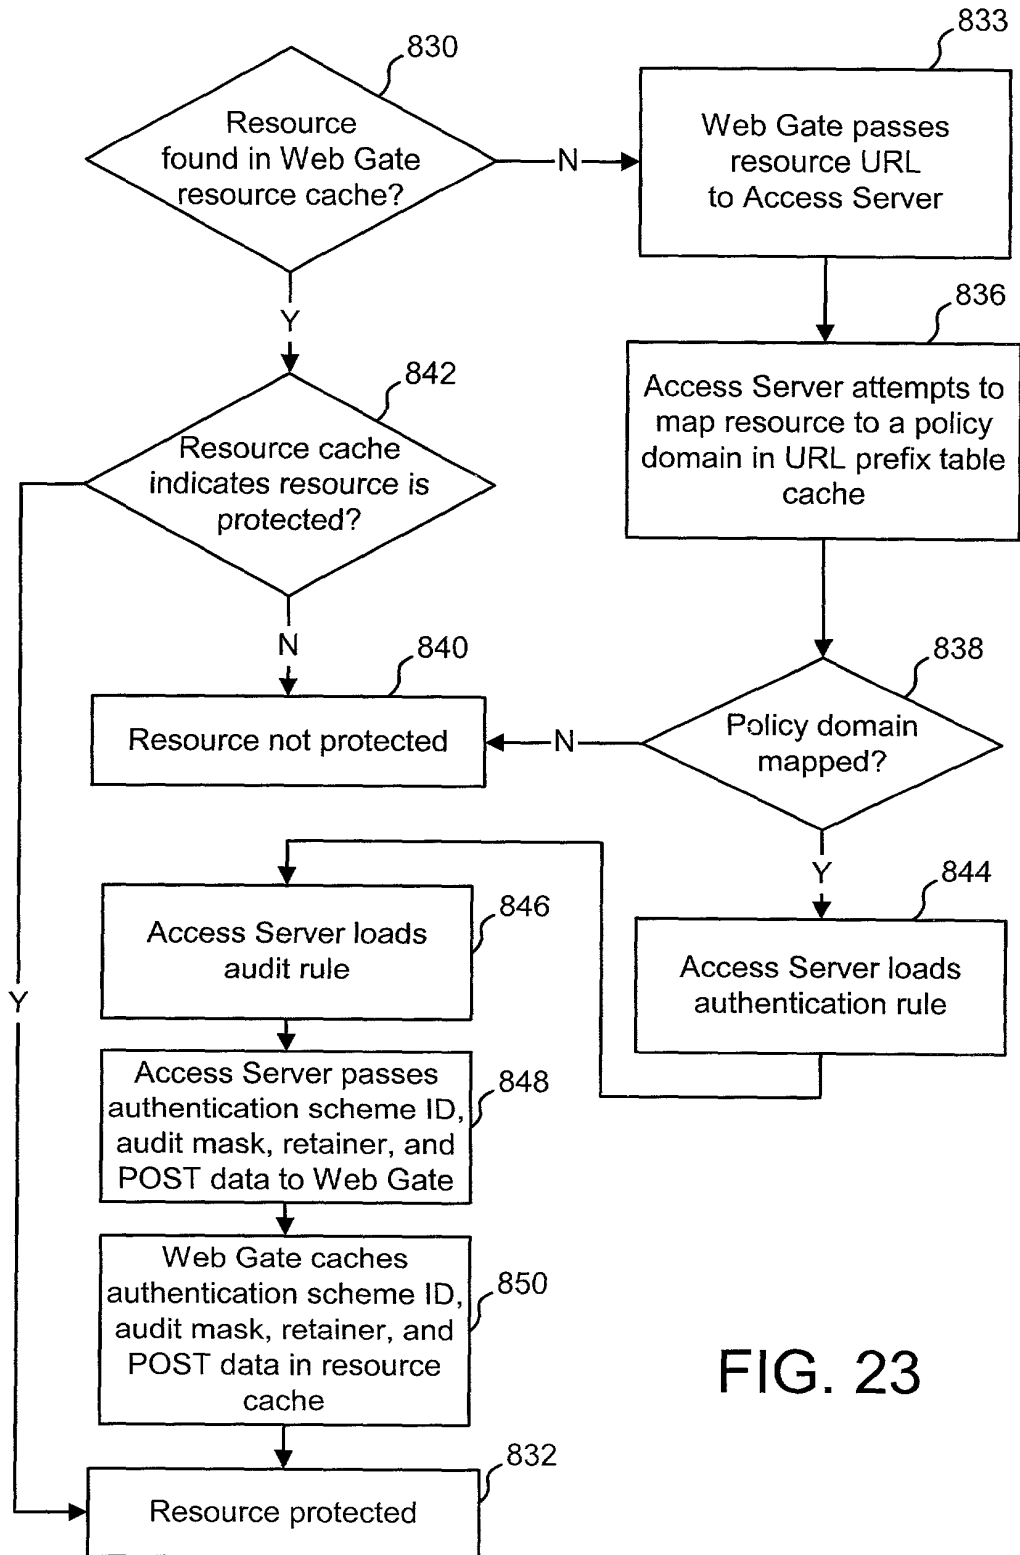 830
Resource
found in Web Gate
resource cache?
N
833
Web Gate passes
resource URL
to Access Server
Y
836
Access Server attempts to
map resource to a policy
domain in URL prefix table
cache
842
Resource cache
indicates resource is
protected?
N
838
Policy domain
mapped?
N
840
Resource not protected
Y
844
Access Server loads
authentication rule
846
Access Server loads
audit rule
Y
848
Access Server passes
authentication scheme ID,
audit mask, retainer, and
POST data to Web Gate
850
Web Gate caches
authentication scheme ID,
audit mask, retainer, and
POST data in resource
cache
832
Resource protected
FIG. 23